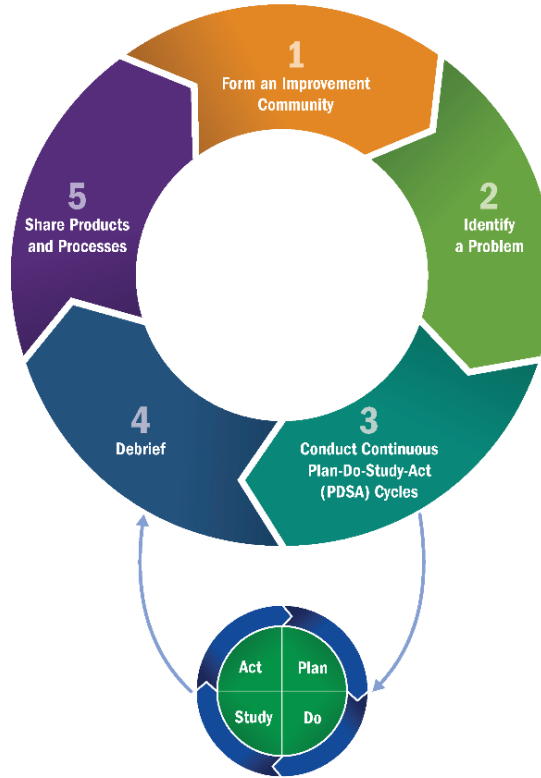 1
Form an Improvement
Community
2
Identify
a Problem
3
Conduct Continuous
Plan-Do-Study-Act
(PDSA) Cycles
4
Debrief
5
Share Products
and Processes
Act
Plan
Study
Do